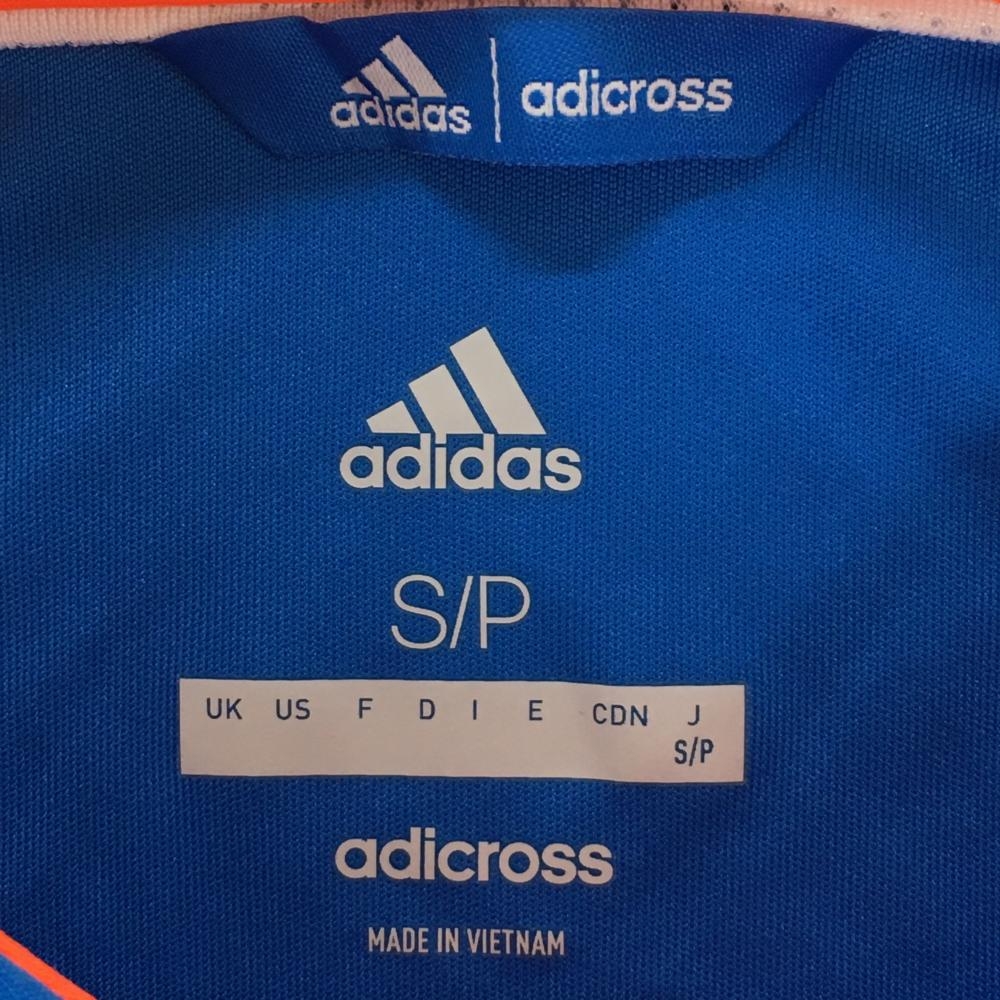 adidas | adicross
adidas
S/P
UK US F D I E CDN J
S/P
adicross
MADE IN VIETNAM